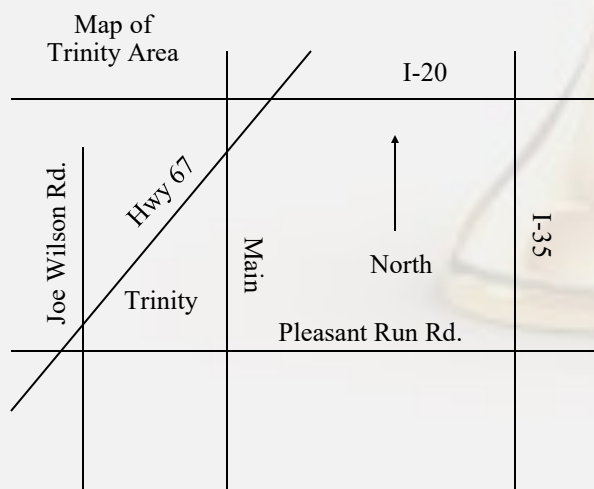 Map of
Trinity Area
I-20
Joe Wilson Rd.
Hwy 67
Main
North
I-35
Trinity
Pleasant Run Rd.